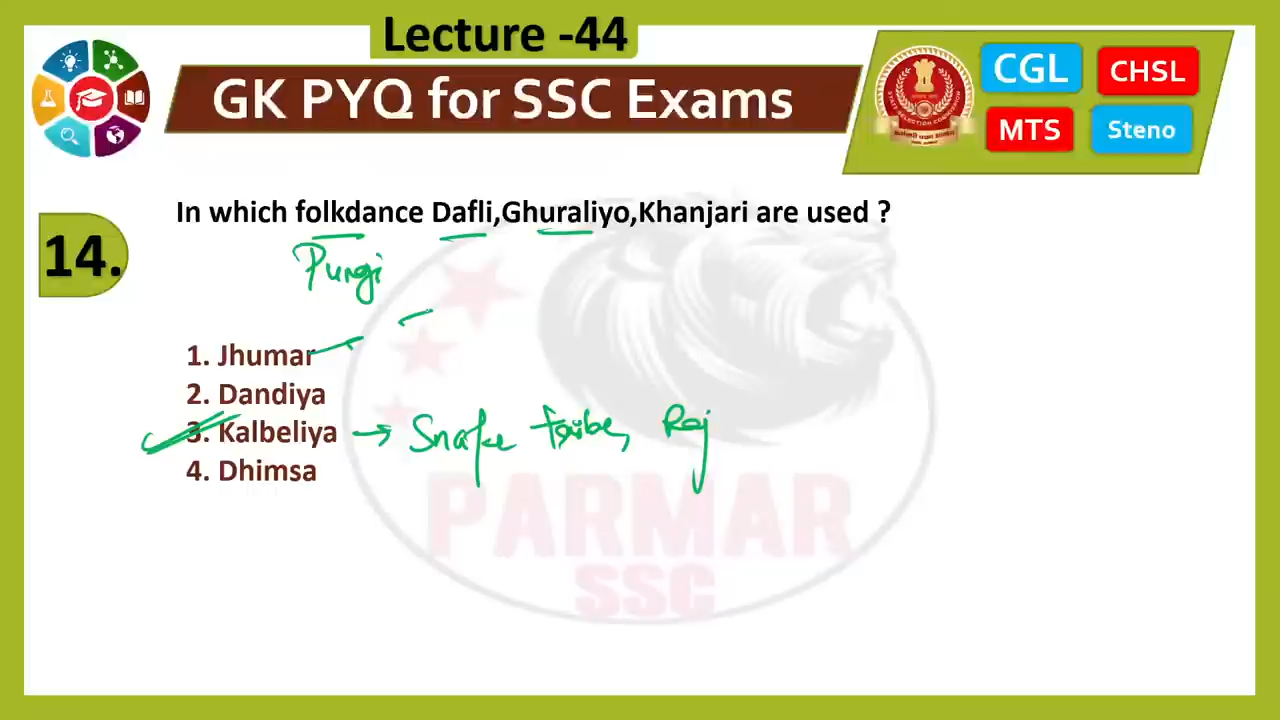 Lecture -44
GK PYQ for SSC Exams
CGL
CHSL
MTS
Steno
In which folkdance Dafli,Ghuraliyo,Khanjari are used ?
14.
Pungi
1. Jhumar
2. Dandiya
3. Kalbeliya → Snake tribe, Raj
4. Dhimsa
PARMAR
SSC